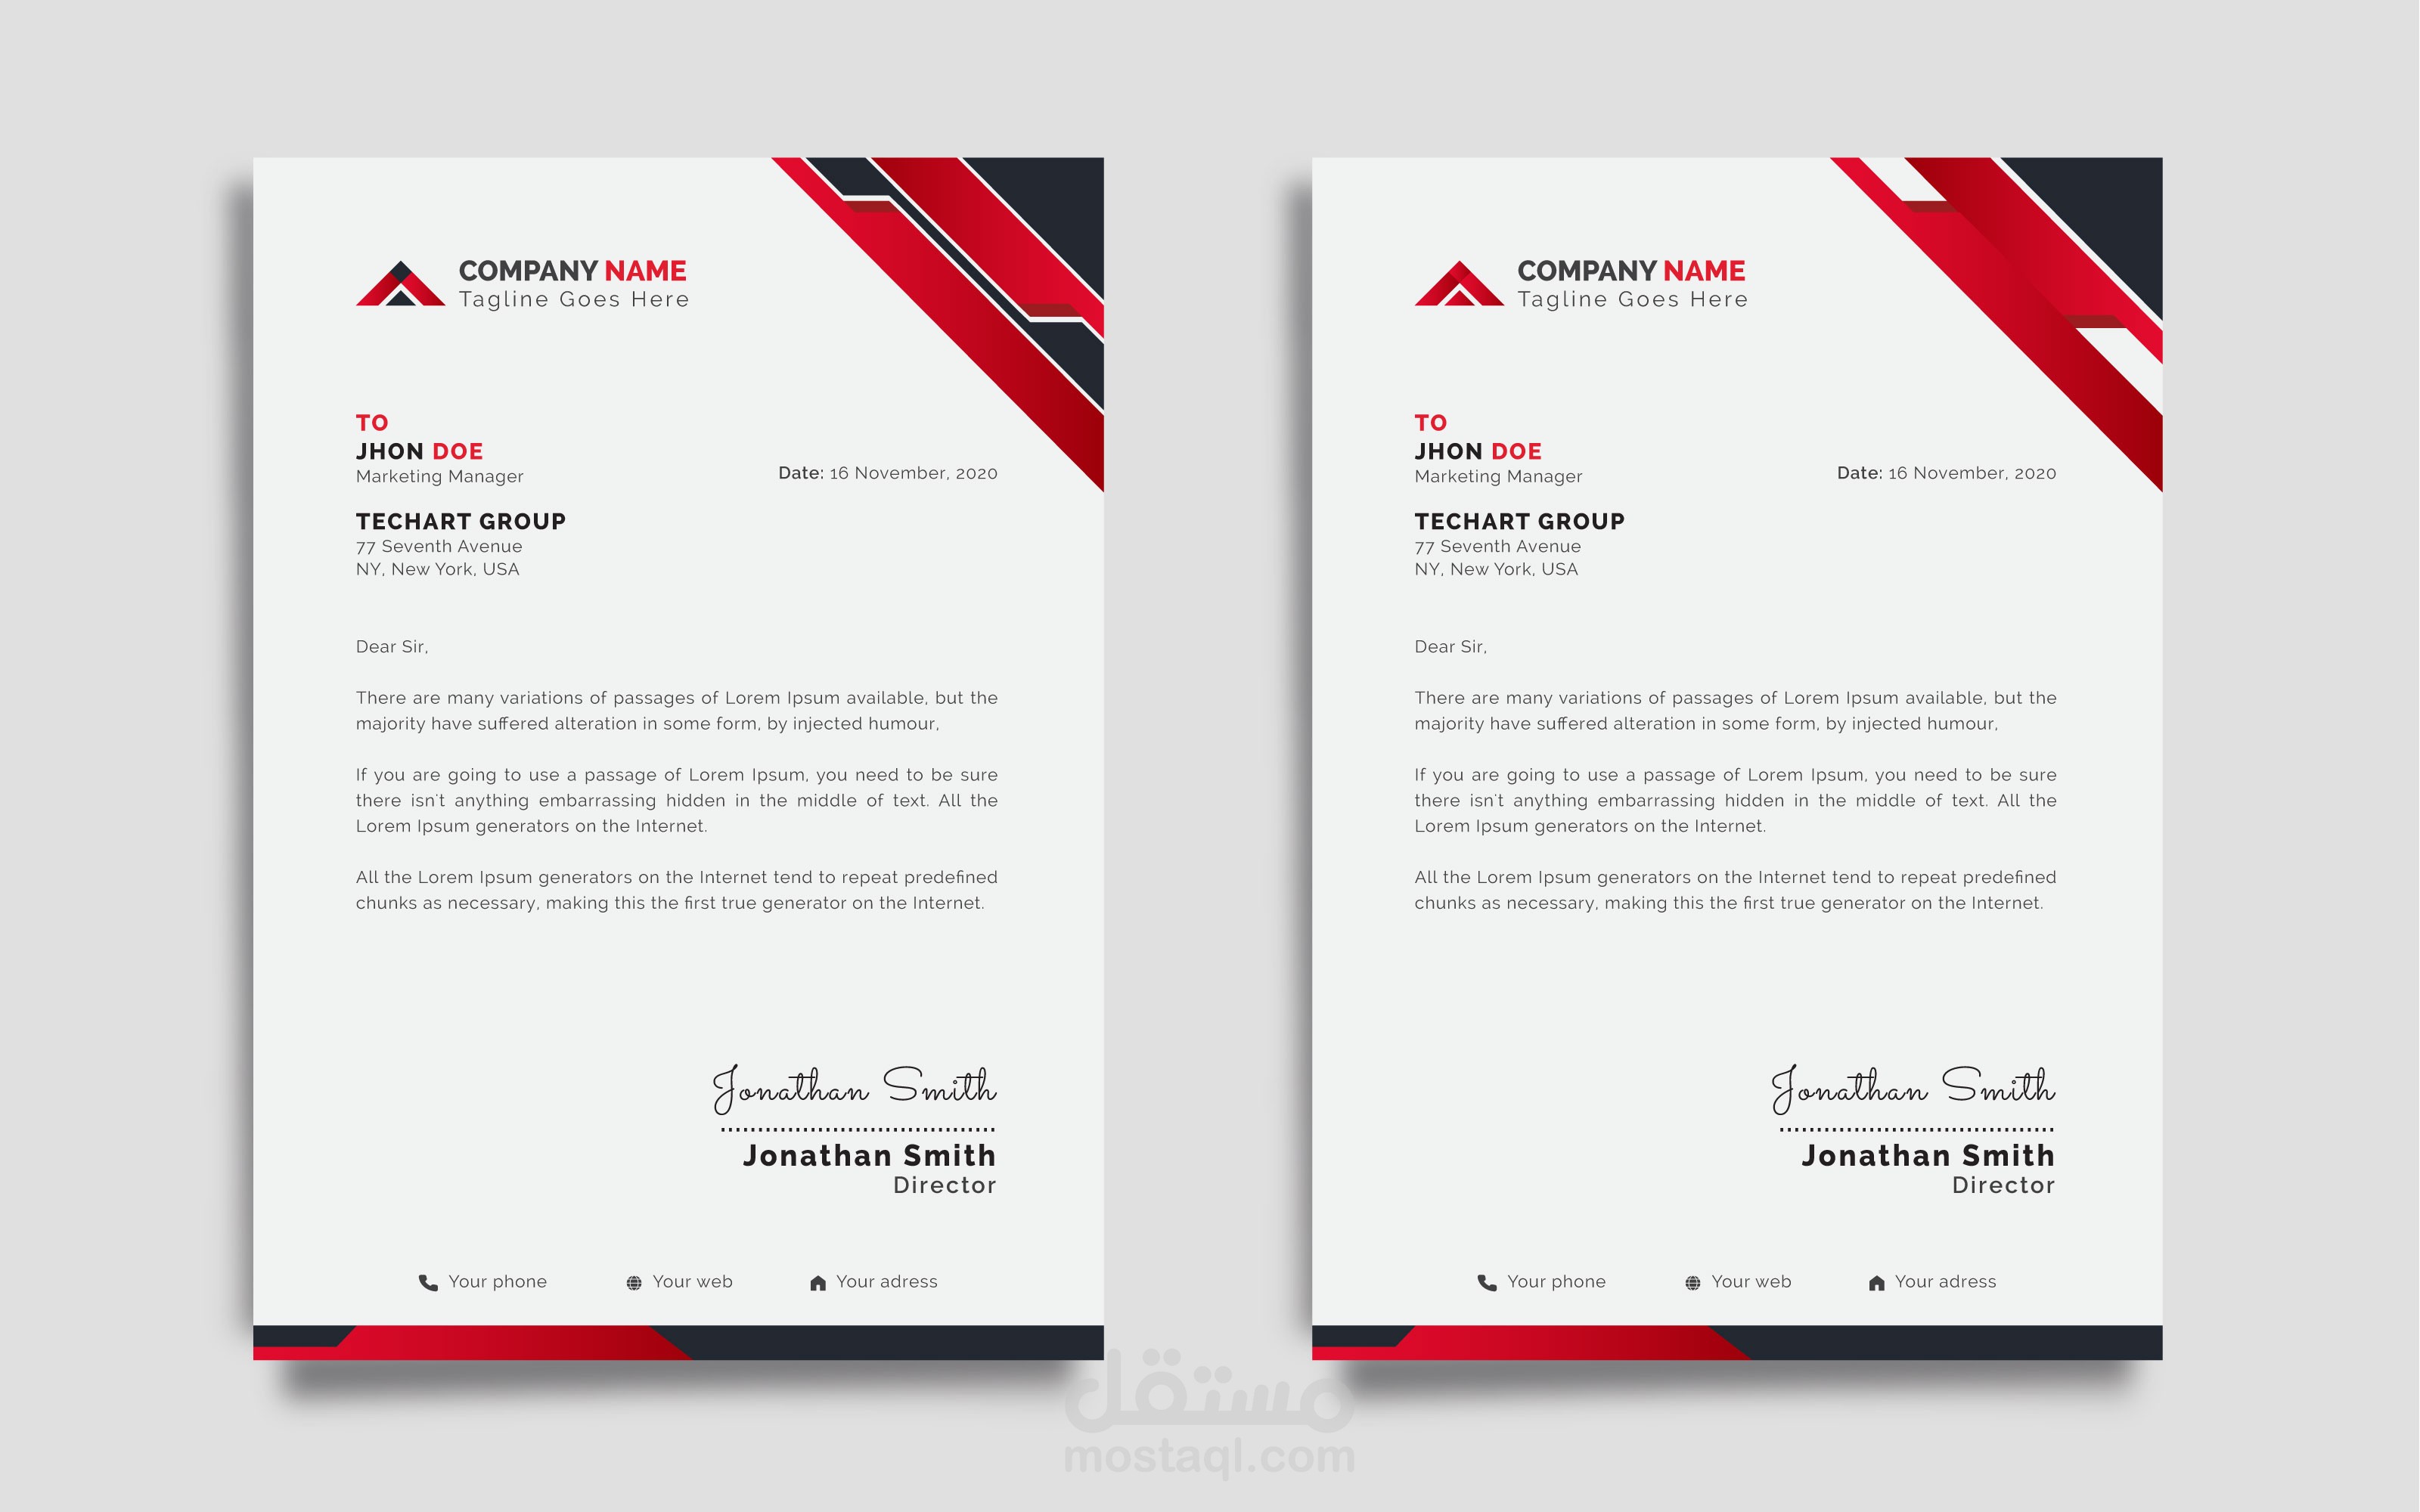 COMPANY NAME
Tagline Goes Here
TO
JHON DOE
Marketing Manager
Date: 16 November, 2020
TECHART GROUP
77 Seventh Avenue
NY, New York, USA
Dear Sir,
There are many variations of passages of Lorem Ipsum available, but the
majority have suffered alteration in some form, by injected humour,
If you are going to use a passage of Lorem Ipsum, you need to be sure
there isn't anything embarrassing hidden in the middle of text. All the
Lorem Ipsum generators on the Internet.
All the Lorem Ipsum generators on the Internet tend to repeat predefined
chunks as necessary, making this the first true generator on the Internet.
Jonathan Smith
Jonathan Smith
Director
Your phone
Your web
Your adress
COMPANY NAME
Tagline Goes Here
TO
JHON DOE
Marketing Manager
Date: 16 November, 2020
TECHART GROUP
77 Seventh Avenue
NY, New York, USA
Dear Sir,
There are many variations of passages of Lorem Ipsum available, but the
majority have suffered alteration in some form, by injected humour,
If you are going to use a passage of Lorem Ipsum, you need to be sure
there isn't anything embarrassing hidden in the middle of text. All the
Lorem Ipsum generators on the Internet.
All the Lorem Ipsum generators on the Internet tend to repeat predefined
chunks as necessary, making this the first true generator on the Internet.
Jonathan Smith
Jonathan Smith
Director
Your phone
Your web
Your adress
مستقل
mostaql.com